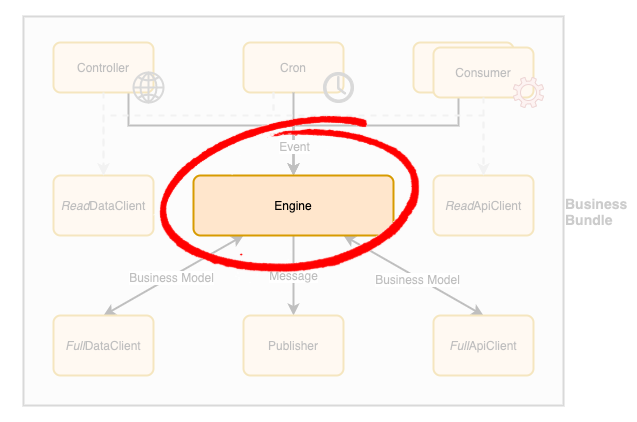 Controller
Cron
Consumer
Event
ReadDataClient
Engine
ReadApiClient
Business
Bundle
Business Model
Message
Business Model
FullDataClient
Publisher
FullApiClient